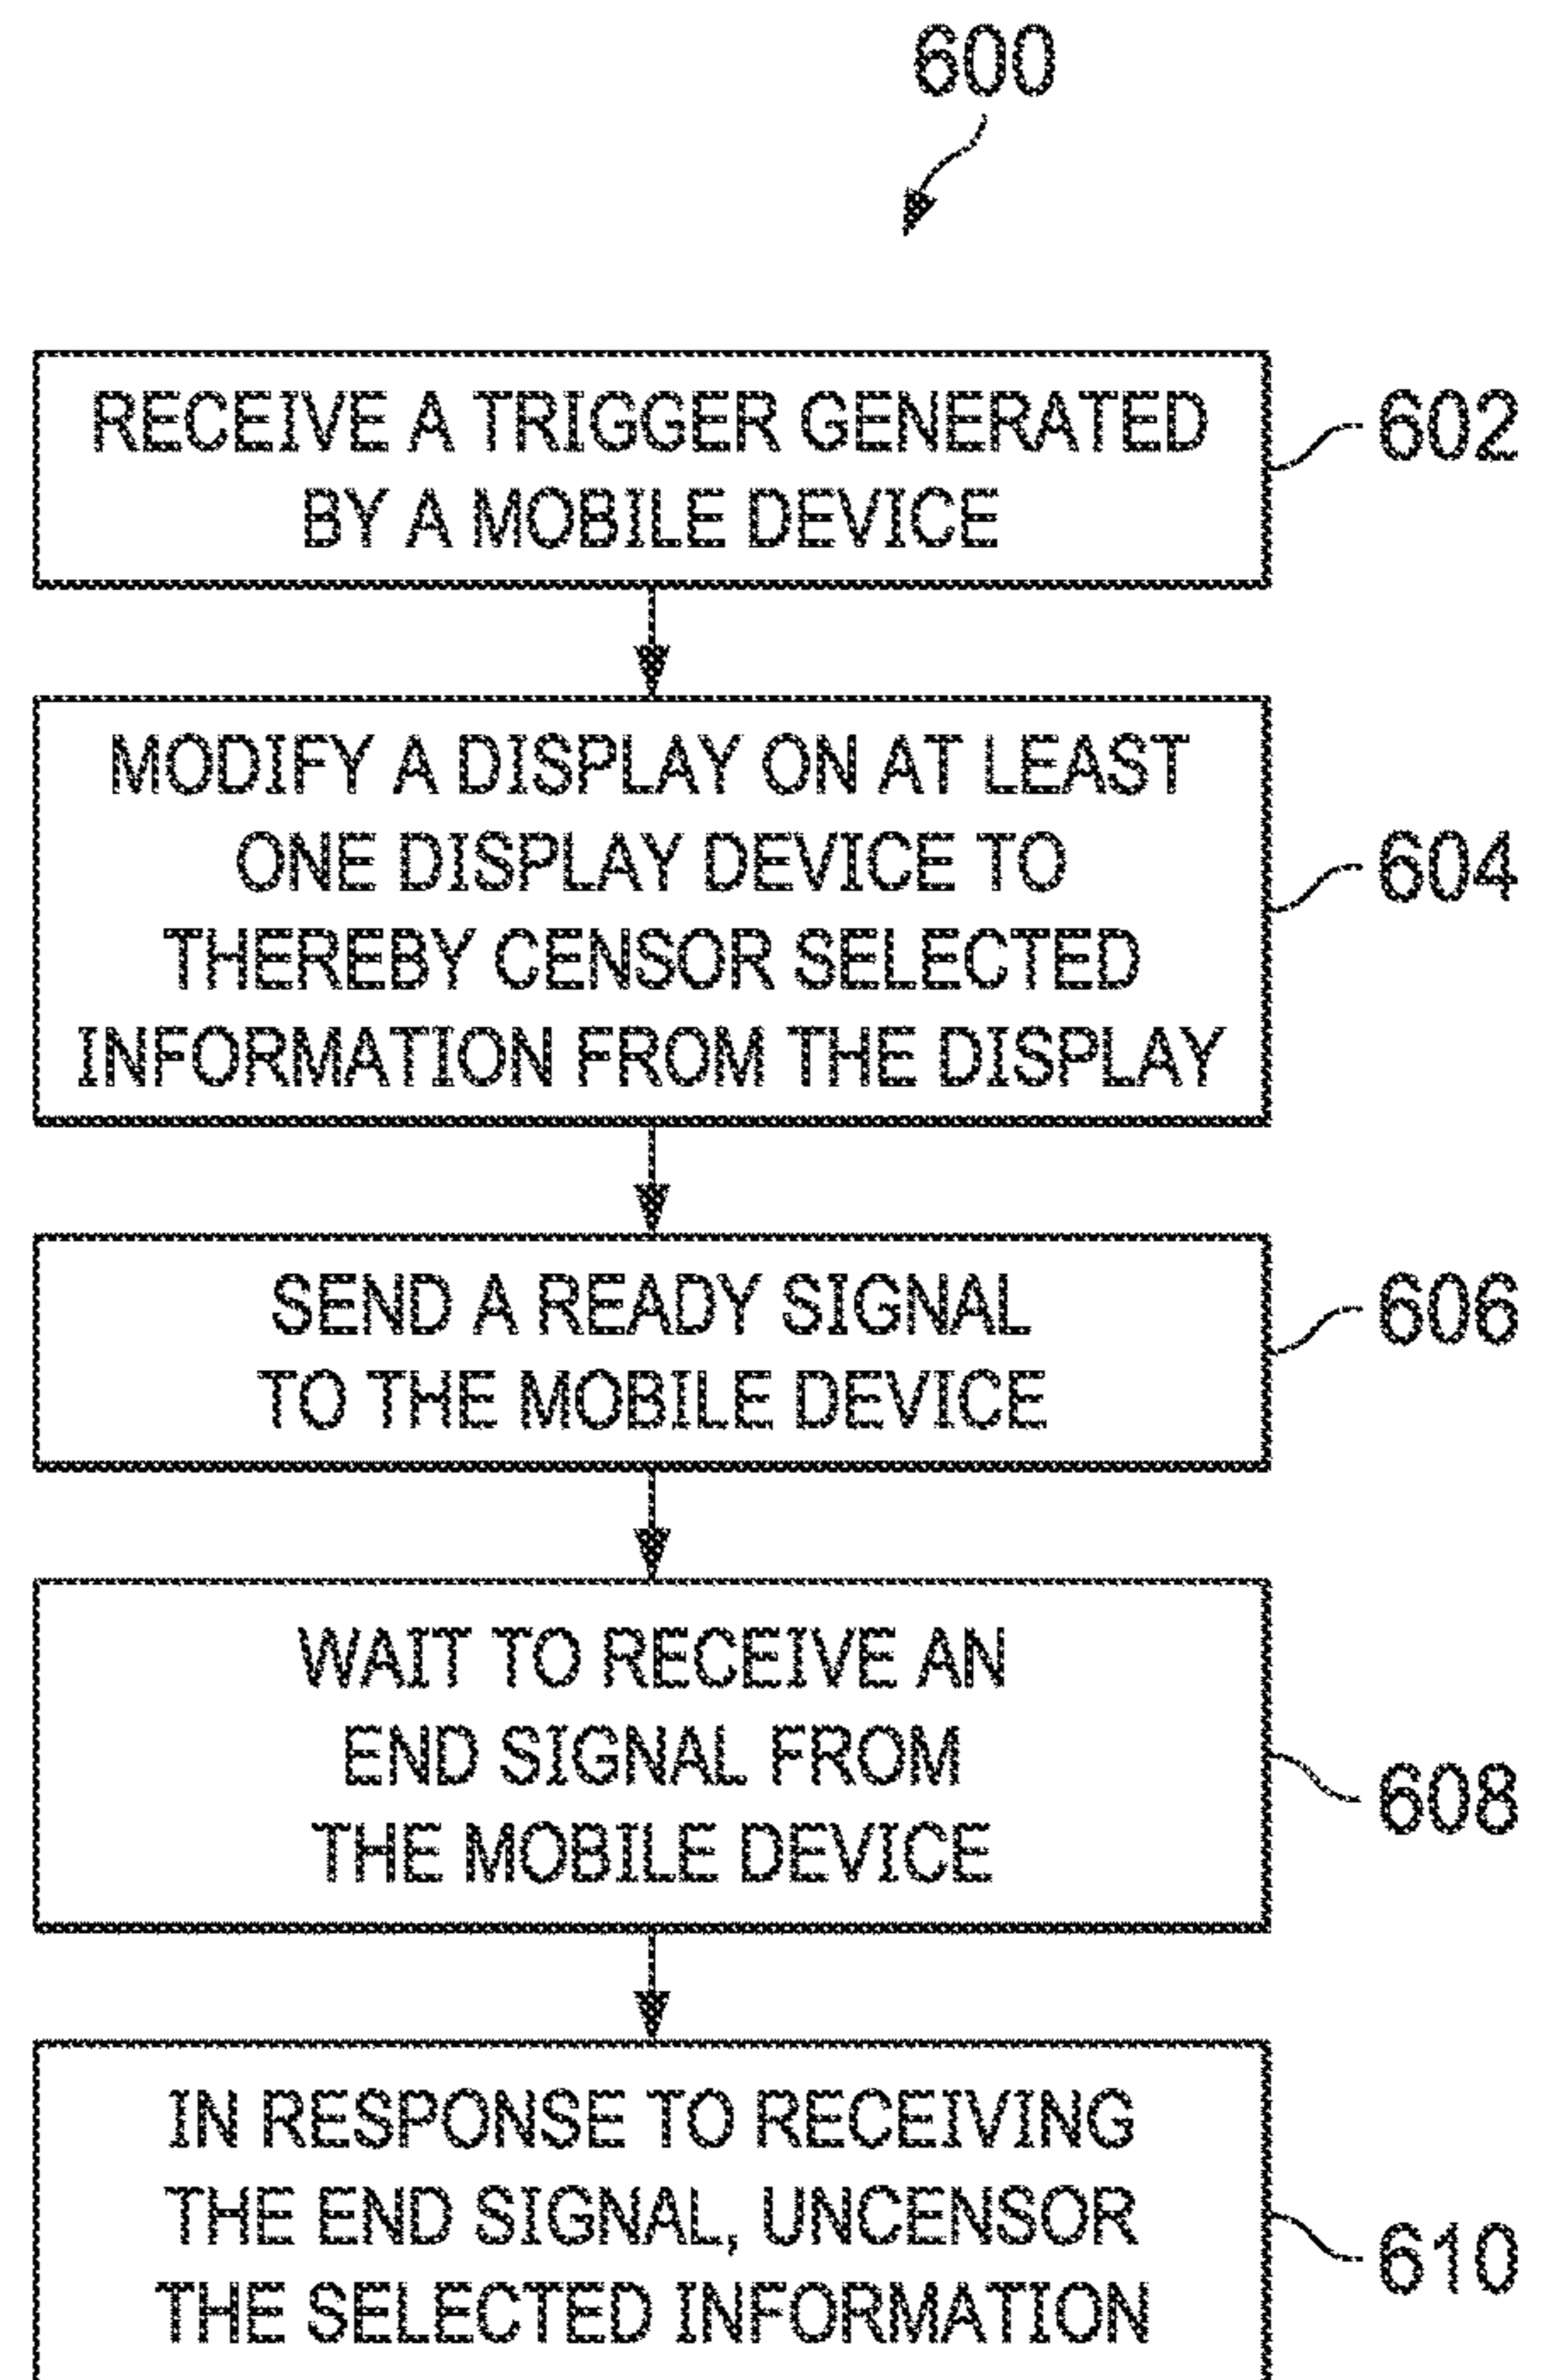 600
RECEIVE A TRIGGER GENERATED
BY A MOBILE DEVICE
602
MODIFY A DISPLAY ON AT LEAST
ONE DISPLAY DEVICE TO
THEREBY CENSOR SELECTED
INFORMATION FROM THE DISPLAY
604
SEND A READY SIGNAL
TO THE MOBILE DEVICE
606
WAIT TO RECEIVE AN
END SIGNAL FROM
THE MOBILE DEVICE
608
IN RESPONSE TO RECEIVING
THE END SIGNAL, UNCENSOR
THE SELECTED INFORMATION
610